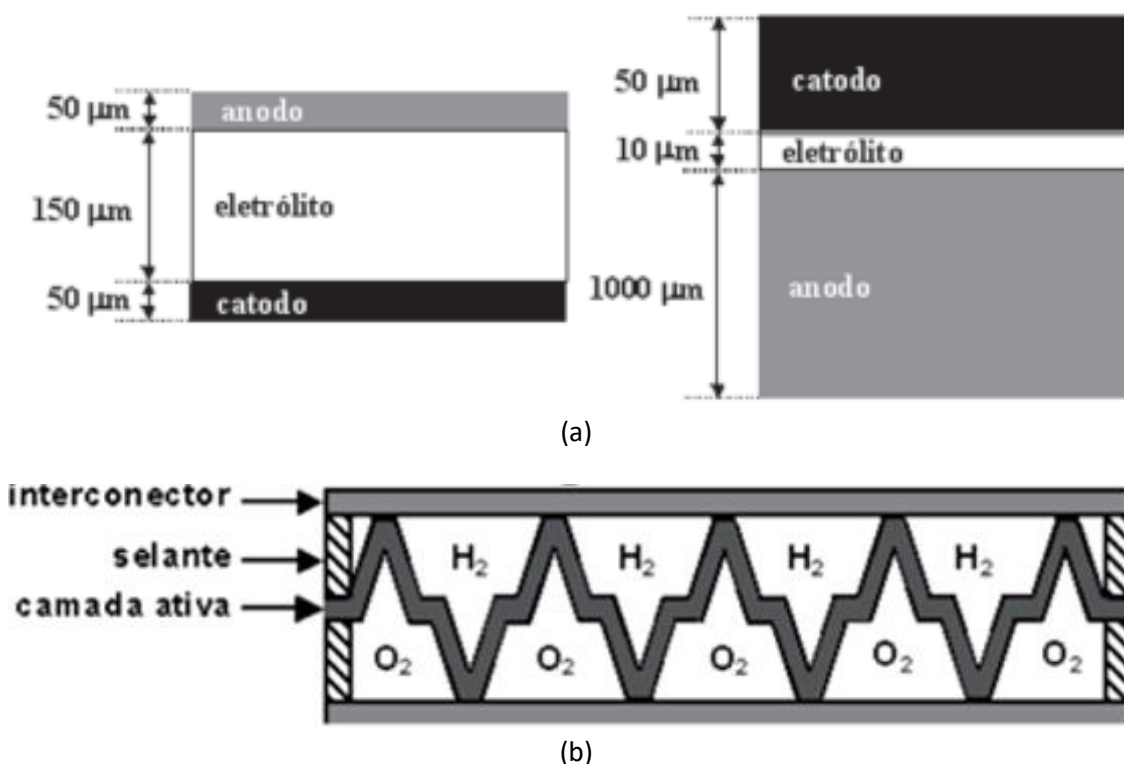 50 µm
anodo
150 µm
eletrólito
50 µm
catodo
50 µm
catodo
10 µm
eletrólito
1000 µm
anodo
(a)
interconector
selante
camada ativa
H₂ H₂ H₂ H₂
O₂ O₂ O₂ O₂ O₂
(b)